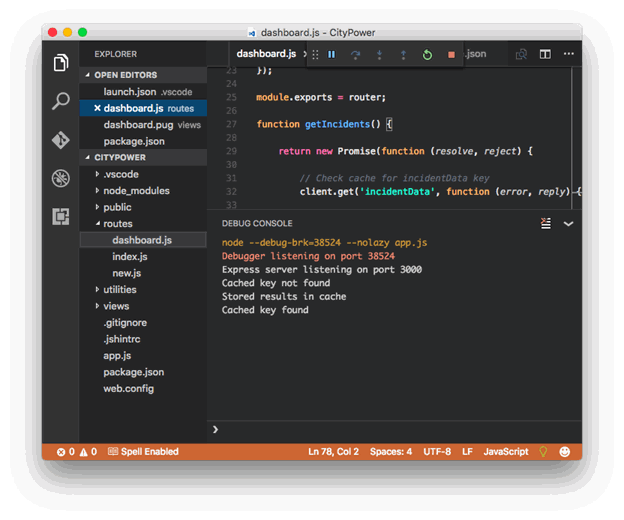 dashboard.js - CityPower
EXPLORER
OPEN EDITORS
launch.json .vscode
dashboard.js routes
dashboard.pug views
package.json
CITYPOWER
.vscode
node_modules
public
routes
dashboard.js
index.js
new.js
utilities
views
.gitignore
.jshintrc
app.js
package.json
web.config
dashboard.js
.json
23 });
24
25 module.exports = router;
26
27 function getIncidents() {
28
29 return new Promise(function (resolve, reject) {
30
31 // Check cache for incidentData key
32 client.get('incidentData', function (error, reply) {
33
DEBUG CONSOLE
node --debug-brk=38524 --nolazy app.js
Debugger listening on port 38524
Express server listening on port 3000
Cached key not found
Stored results in cache
Cached key found
0 0 Spell Enabled Ln 78, Col 2 Spaces: 4 UTF-8 LF JavaScript